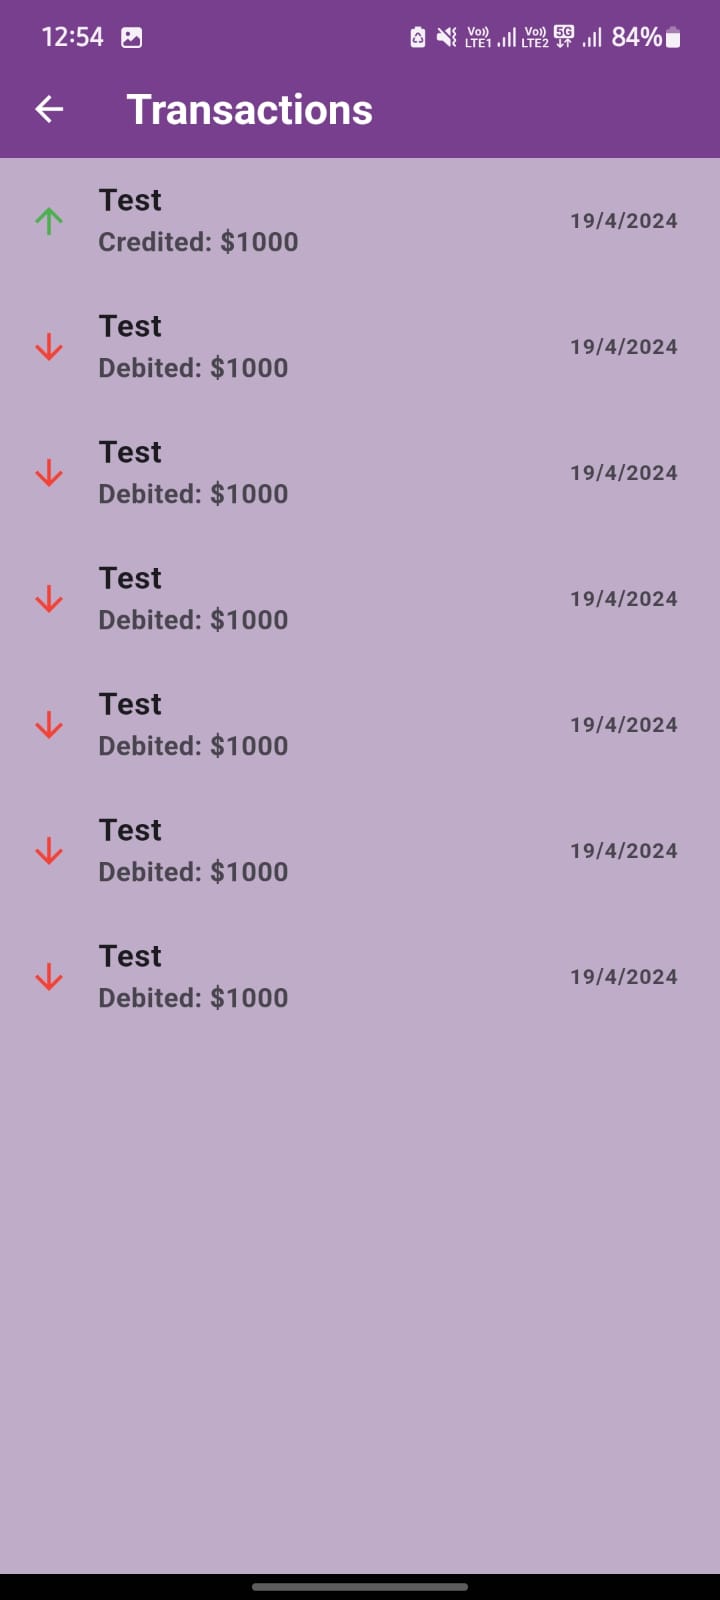 12:54 Vo)) LTE1 Vo)) LTE2 5G 84%
Transactions
Test
Credited: $1000
19/4/2024
Test
Debited: $1000
19/4/2024
Test
Debited: $1000
19/4/2024
Test
Debited: $1000
19/4/2024
Test
Debited: $1000
19/4/2024
Test
Debited: $1000
19/4/2024
Test
Debited: $1000
19/4/2024